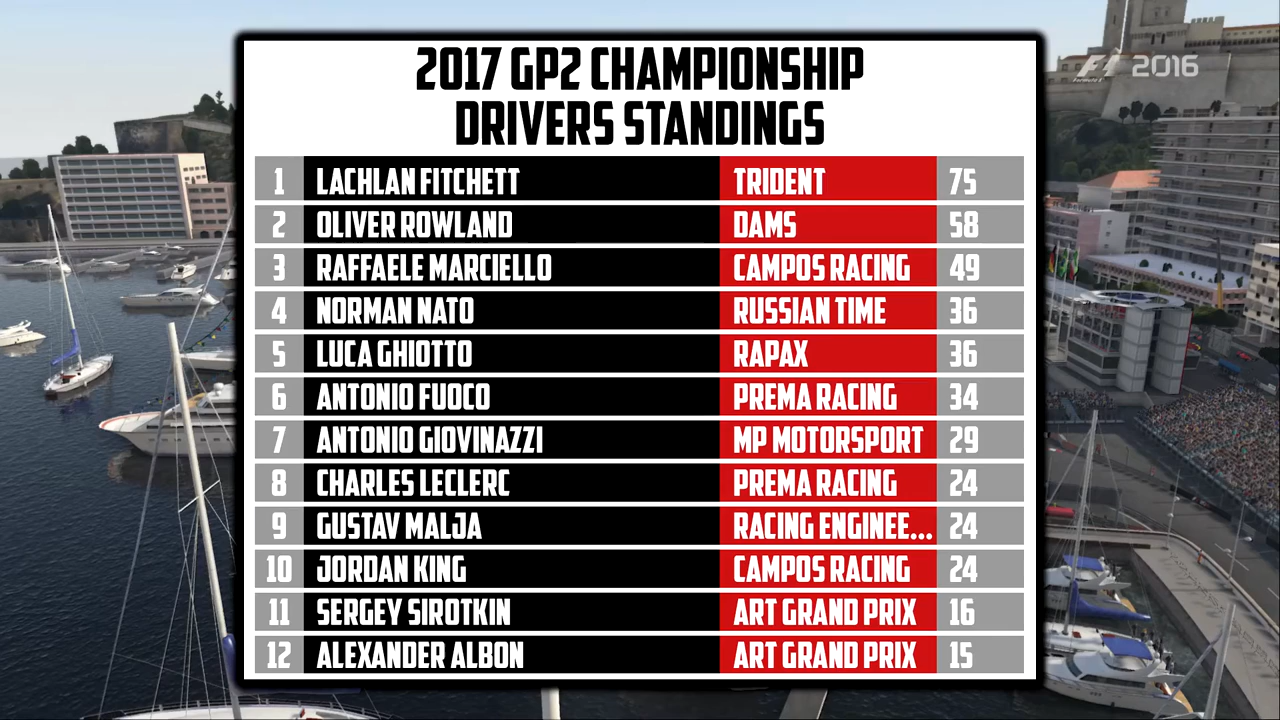 2017 GP2 CHAMPIONSHIP
DRIVERS STANDINGS
F1 2016
Formula 1
1 LACHLAN FITCHETT TRIDENT 75
2 OLIVER ROWLAND DAMS 58
3 RAFFAELE MARCIELLO CAMPOS RACING 49
4 NORMAN NATO RUSSIAN TIME 36
5 LUCA GHIOTTO RAPAX 36
6 ANTONIO FUOCO PREMA RACING 34
7 ANTONIO GIOVINAZZI MP MOTORSPORT 29
8 CHARLES LECLERC PREMA RACING 24
9 GUSTAV MALJA RACING ENGINEE... 24
10 JORDAN KING CAMPOS RACING 24
11 SERGEY SIROTKIN ART GRAND PRIX 16
12 ALEXANDER ALBON ART GRAND PRIX 15